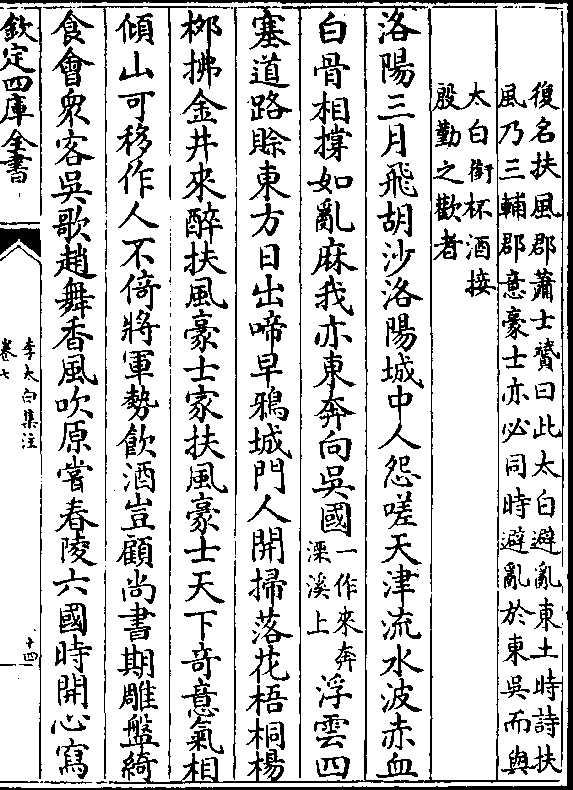 復名扶風郡蕭士贇曰此太白避亂東土時詩扶
風乃三輔郡意豪士亦必同時避亂於東吳而與
太白銜杯酒接
殷勤之歡者
洛陽三月飛胡沙洛陽城中人怨嗟天津流水波赤血
白骨相撐如亂麻我亦東奔向吳國一作來奔溧溪上浮雲四
塞道路賒東方日出啼早鴉城門人開掃落花梧桐楊
栁拂金井來醉扶風豪士家扶風豪士天下奇意氣相
傾山可移作人不倚將軍勢飲酒豈顧尚書期雕盤綺
食會衆客吳歌趙舞香風吹原嘗春陵六國時開心寫
欽定四庫全書
李太白集注
卷七
十四